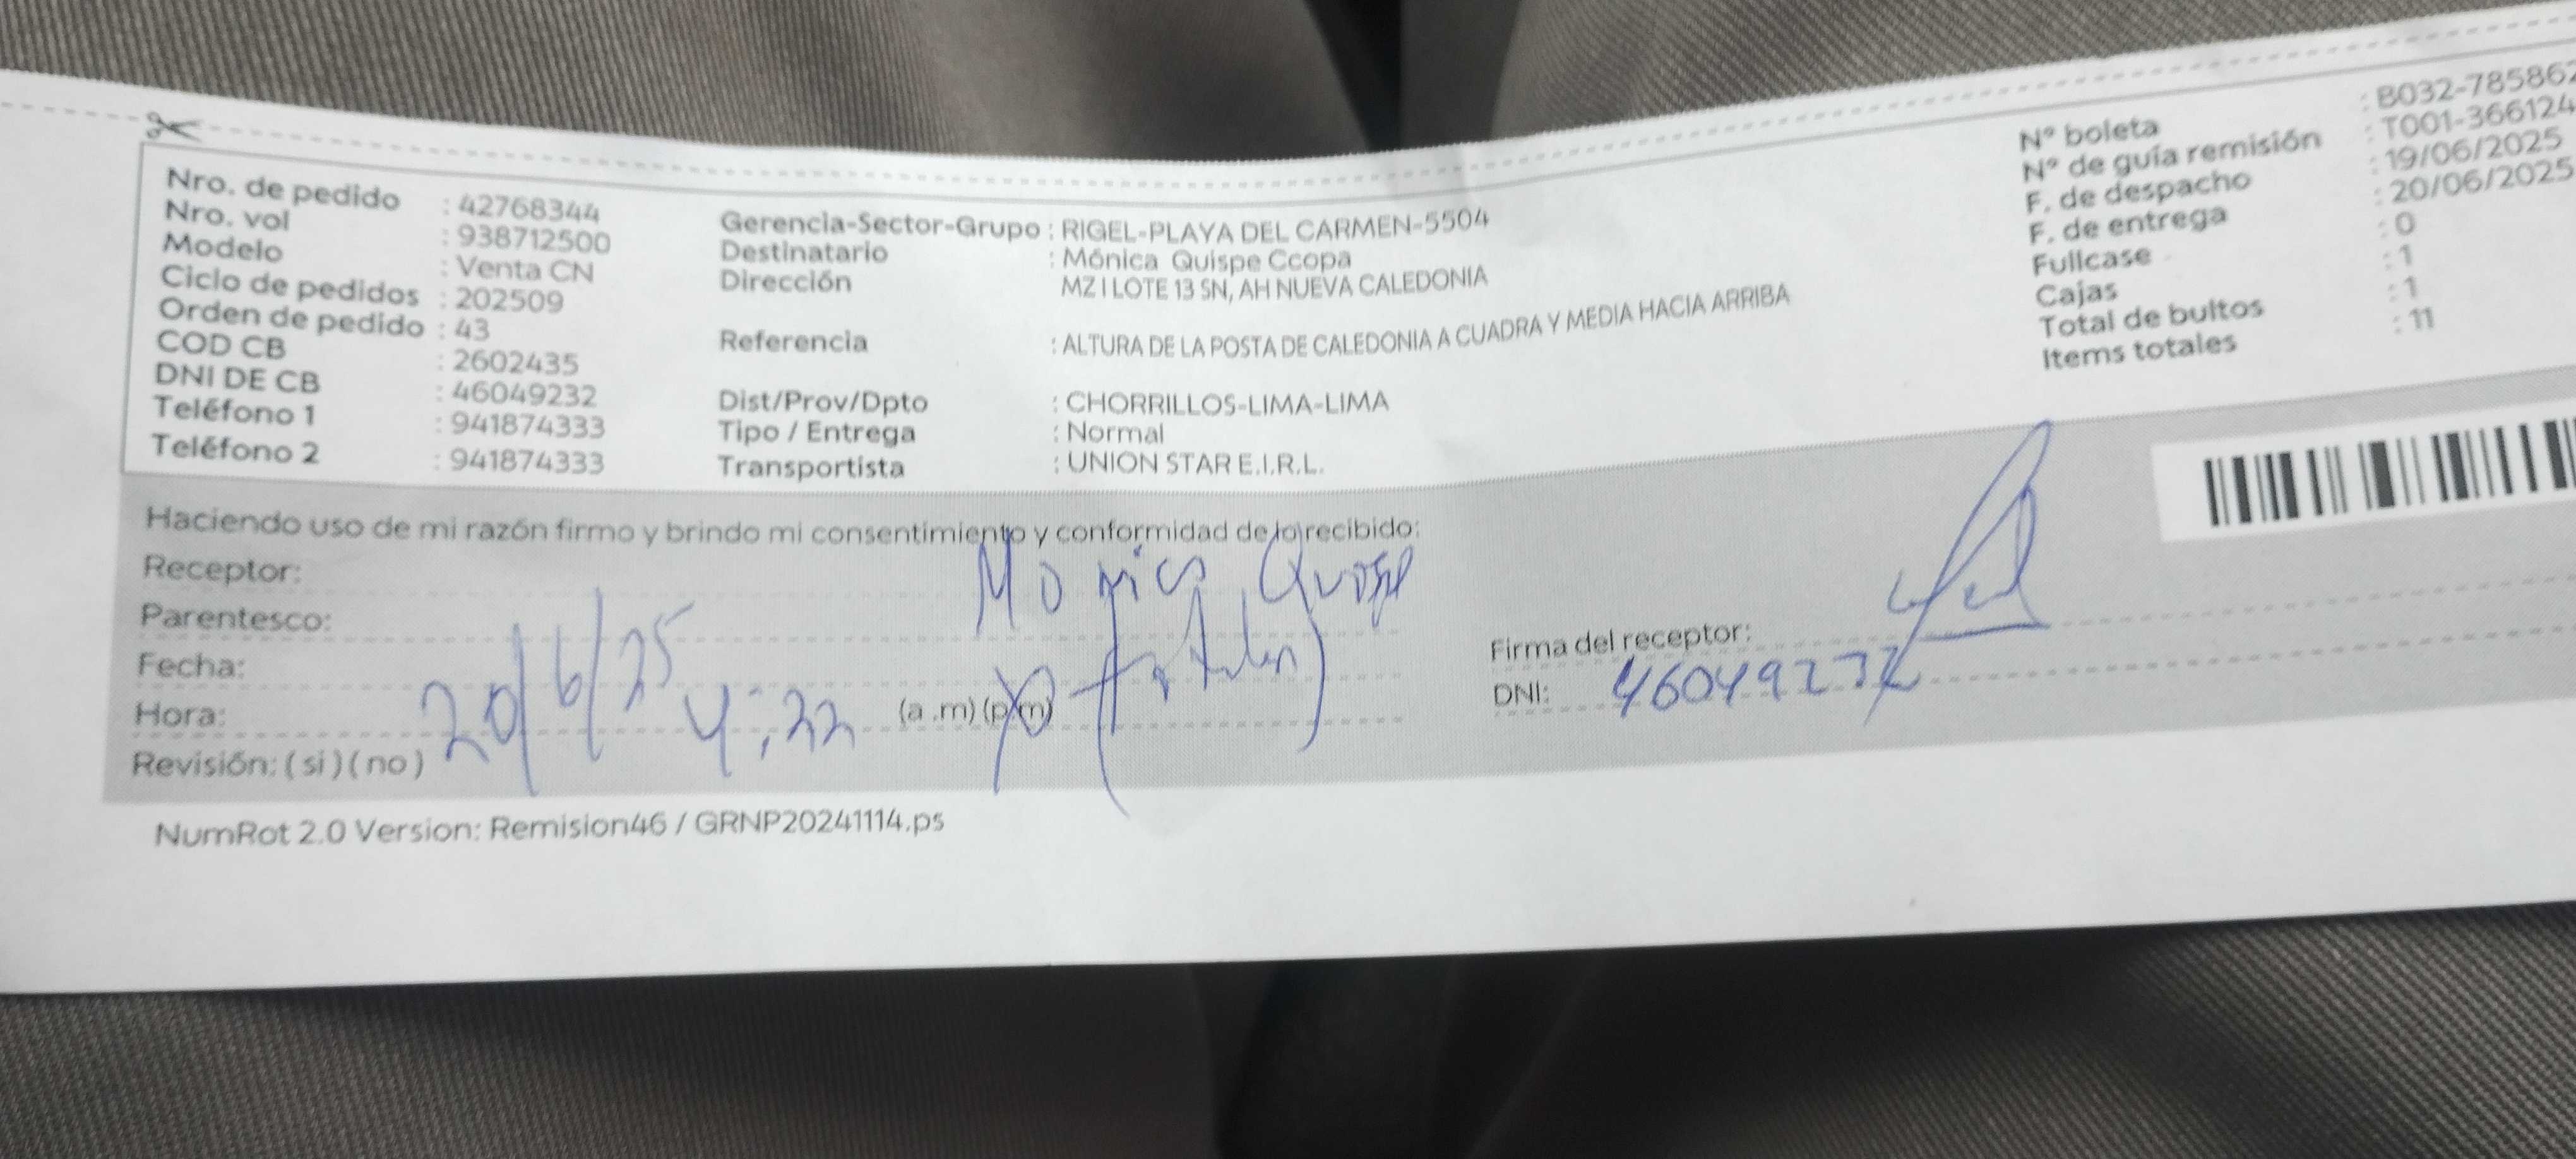 Nro. de pedido : 42768344
Nro. vol : 938712500
Modelo : Venta CN
Ciclo de pedidos : 202509
Orden de pedido : 43
COD CB : 2602435
DNI DE CB : 46049232
Teléfono 1 : 941874333
Teléfono 2 : 941874333
Gerencia-Sector-Grupo : RIGEL-PLAYA DEL CARMEN-5504
Destinatario : Mónica Quispe Ccopa
Dirección MZ I LOTE 13 SN, AH NUEVA CALEDONIA
Referencia : ALTURA DE LA POSTA DE CALEDONIA A CUADRA Y MEDIA HACIA ARRIBA
Dist/Prov/Dpto : CHORRILLOS-LIMA-LIMA
Tipo / Entrega : Normal
Transportista : UNION STAR E.I.R.L.
Nº boleta : B032-785862
Nº de guía remisión : T001-366124
F. de despacho : 19/06/2025
F. de entrega : 20/06/2025
Fullcase : 0
Cajas : 1
Total de bultos : 1
Items totales : 11
Haciendo uso de mi razón firmo y brindo mi consentimiento y conformidad de lo recibido:
Receptor: Monica Quispe
Parentesco:
Fecha: 20/6/25
Hora: 4:22 (a .m) (p.m)
Revisión: ( si ) ( no )
Firma del receptor:
DNI: 46049232
NumRot 2.0 Version: Remision46 / GRNP20241114.ps